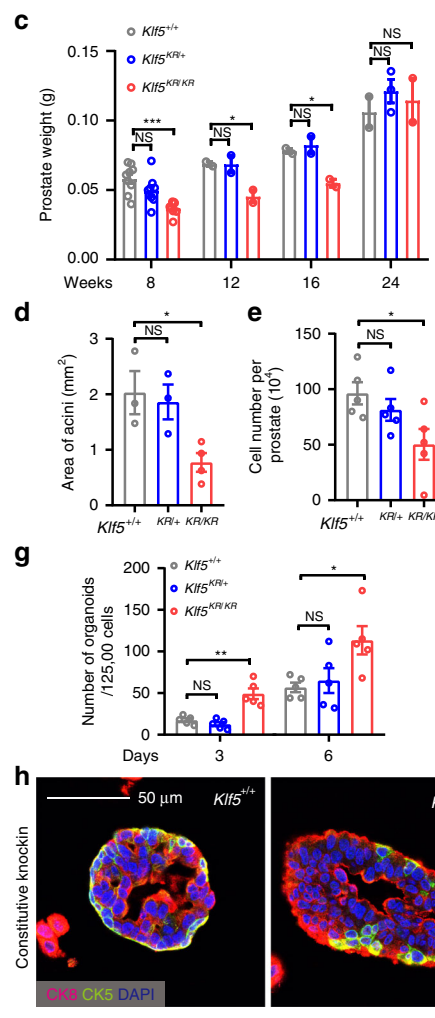 c
Klf5+/+
Klf5KR/+
Klf5KR/KR
Prostate weight (g)
0.15
0.10
0.05
0.00
***
NS
*
NS
*
NS
NS
NS
Weeks
8
12
16
24
d
Area of acini (mm2)
3
2
1
0
*
NS
Klf5+/+
KR/+
KR/KR
e
Cell number per
prostate (104)
150
100
50
0
*
NS
Klf5+/+
KR/+
g
Klf5+/+
Klf5KR/+
Klf5KR/KR
Number of organoids
/125,00 cells
200
150
100
50
0
**
NS
*
NS
Days
3
6
h
Constitutive knockin
50 μm
Klf5+/+
CK8 CK5 DAPI